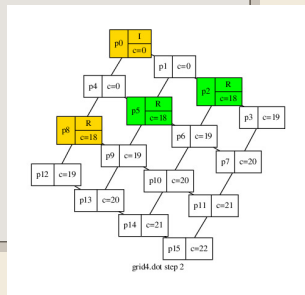 p0 I c=0
p1 c=0
p4 c=0
p2 R c=18
p5 R c=18
p3 c=19
p8 R c=18
p6 c=19
p9 c=19
p7 c=20
p12 c=19
p10 c=20
p13 c=20
p11 c=21
p14 c=21
p15 c=22
grid4.dot step 2